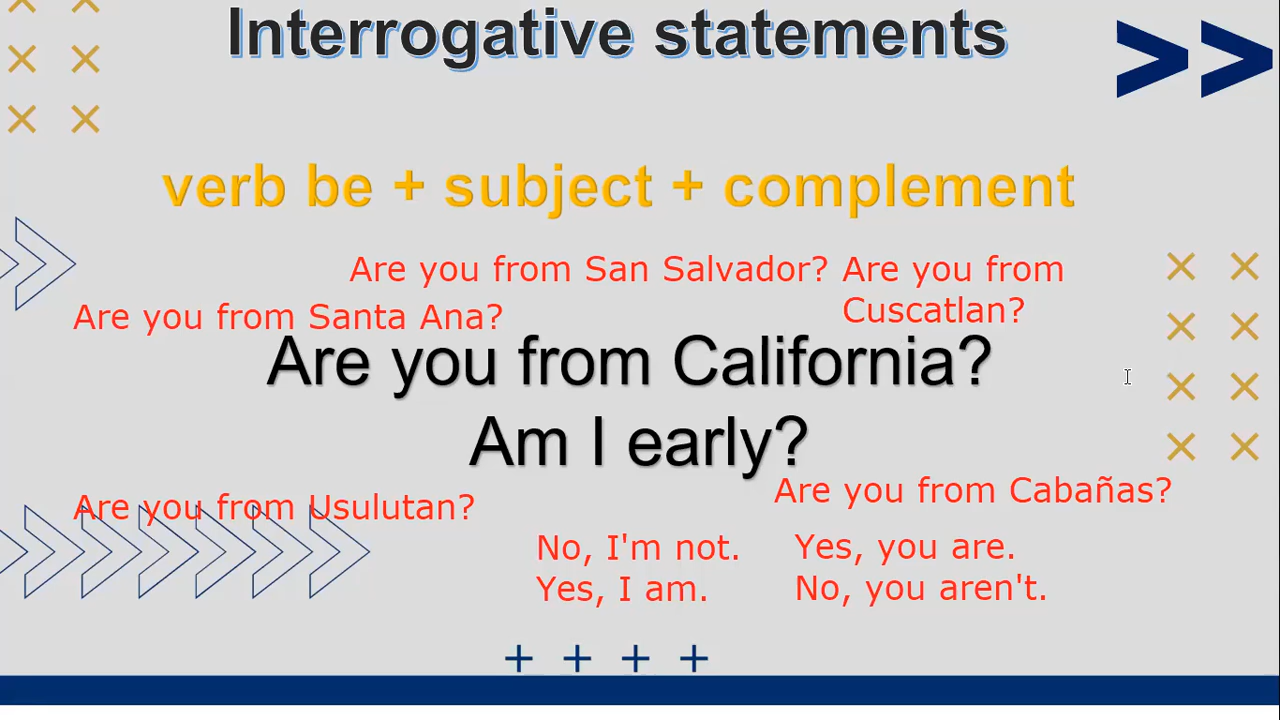 Interrogative statements
verb be + subject + complement
Are you from San Salvador?
Are you from
Cuscatlan?
Are you from Santa Ana?
Are you from California?
Am I early?
Are you from Usulutan?
Are you from Cabañas?
No, I'm not.
Yes, I am.
Yes, you are.
No, you aren't.